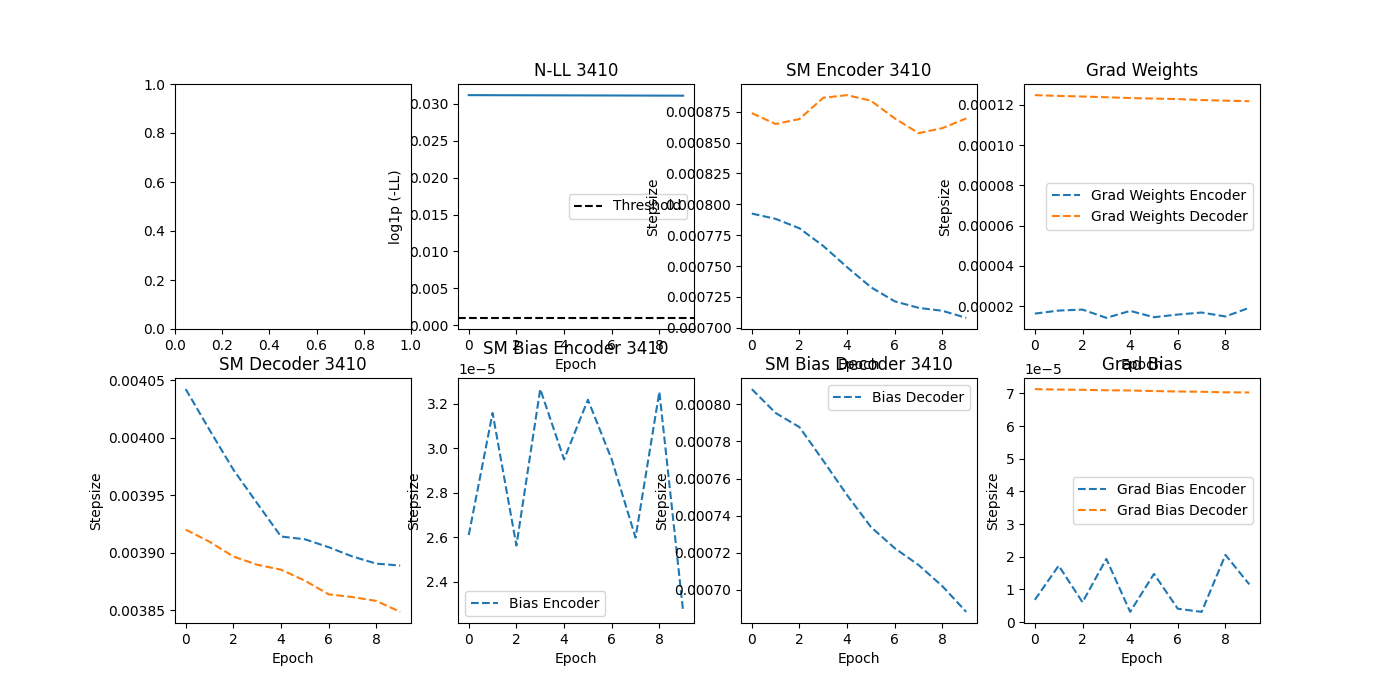 N-LL 3410
SM Encoder 3410
Grad Weights
1.0
0.8
0.6
0.4
0.2
0.0
0.0 0.2 0.4 0.6 0.8 1.0
log1p (-LL)
0.030
0.025
0.020
0.015
0.010
0.005
0.000
Threshold
0 2 4 6 8
Epoch
Stepsize
0.000875
0.000850
0.000825
0.000800
0.000775
0.000750
0.000725
0.000700
0 2 4 6 8
Epoch
Stepsize
0.00012
0.00010
0.00008
0.00006
0.00004
0.00002
Grad Weights Encoder
Grad Weights Decoder
0 2 4 6 8
Epoch
SM Decoder 3410
SM Bias Encoder 3410
SM Bias Decoder 3410
Grad Bias
Stepsize
0.00405
0.00400
0.00395
0.00390
0.00385
0 2 4 6 8
Epoch
Stepsize
1e−5
3.2
3.0
2.8
2.6
2.4
Bias Encoder
0 2 4 6 8
Epoch
Stepsize
0.00080
0.00078
0.00076
0.00074
0.00072
0.00070
Bias Decoder
0 2 4 6 8
Epoch
Stepsize
1e−5
7
6
5
4
3
2
1
0
Grad Bias Encoder
Grad Bias Decoder
0 2 4 6 8
Epoch